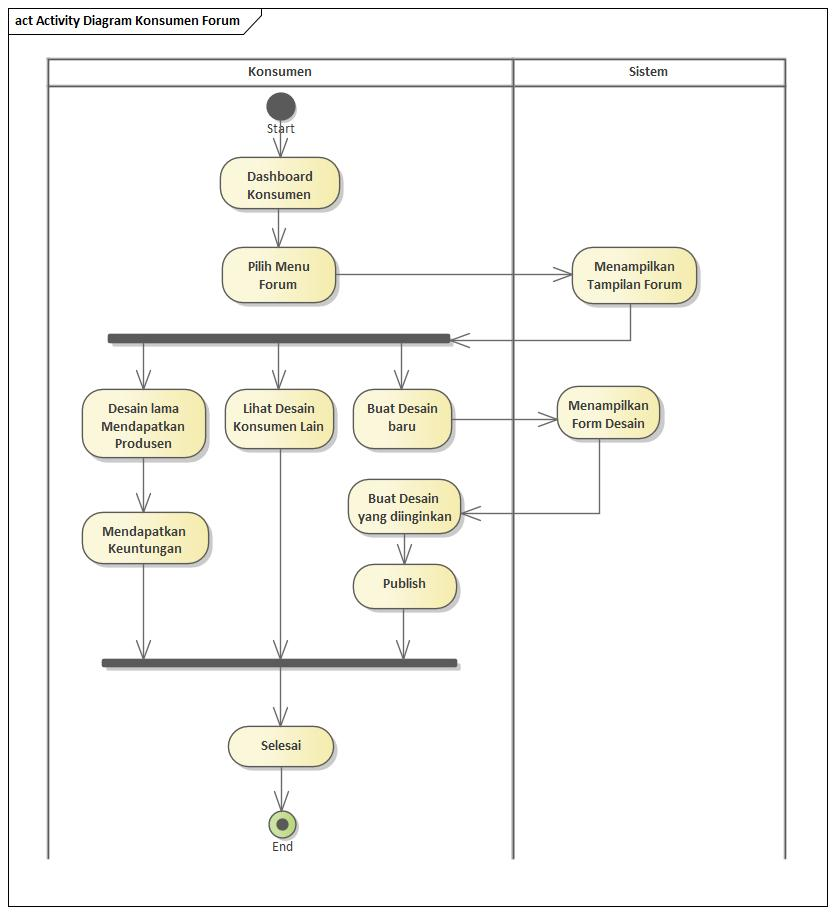 act Activity Diagram Konsumen Forum
Konsumen
Sistem
Start
Dashboard
Konsumen
Pilih Menu
Forum
Menampilkan
Tampilan Forum
Desain lama
Mendapatkan
Produsen
Lihat Desain
Konsumen Lain
Buat Desain
baru
Menampilkan
Form Desain
Buat Desain
yang diinginkan
Mendapatkan
Keuntungan
Publish
Selesai
End